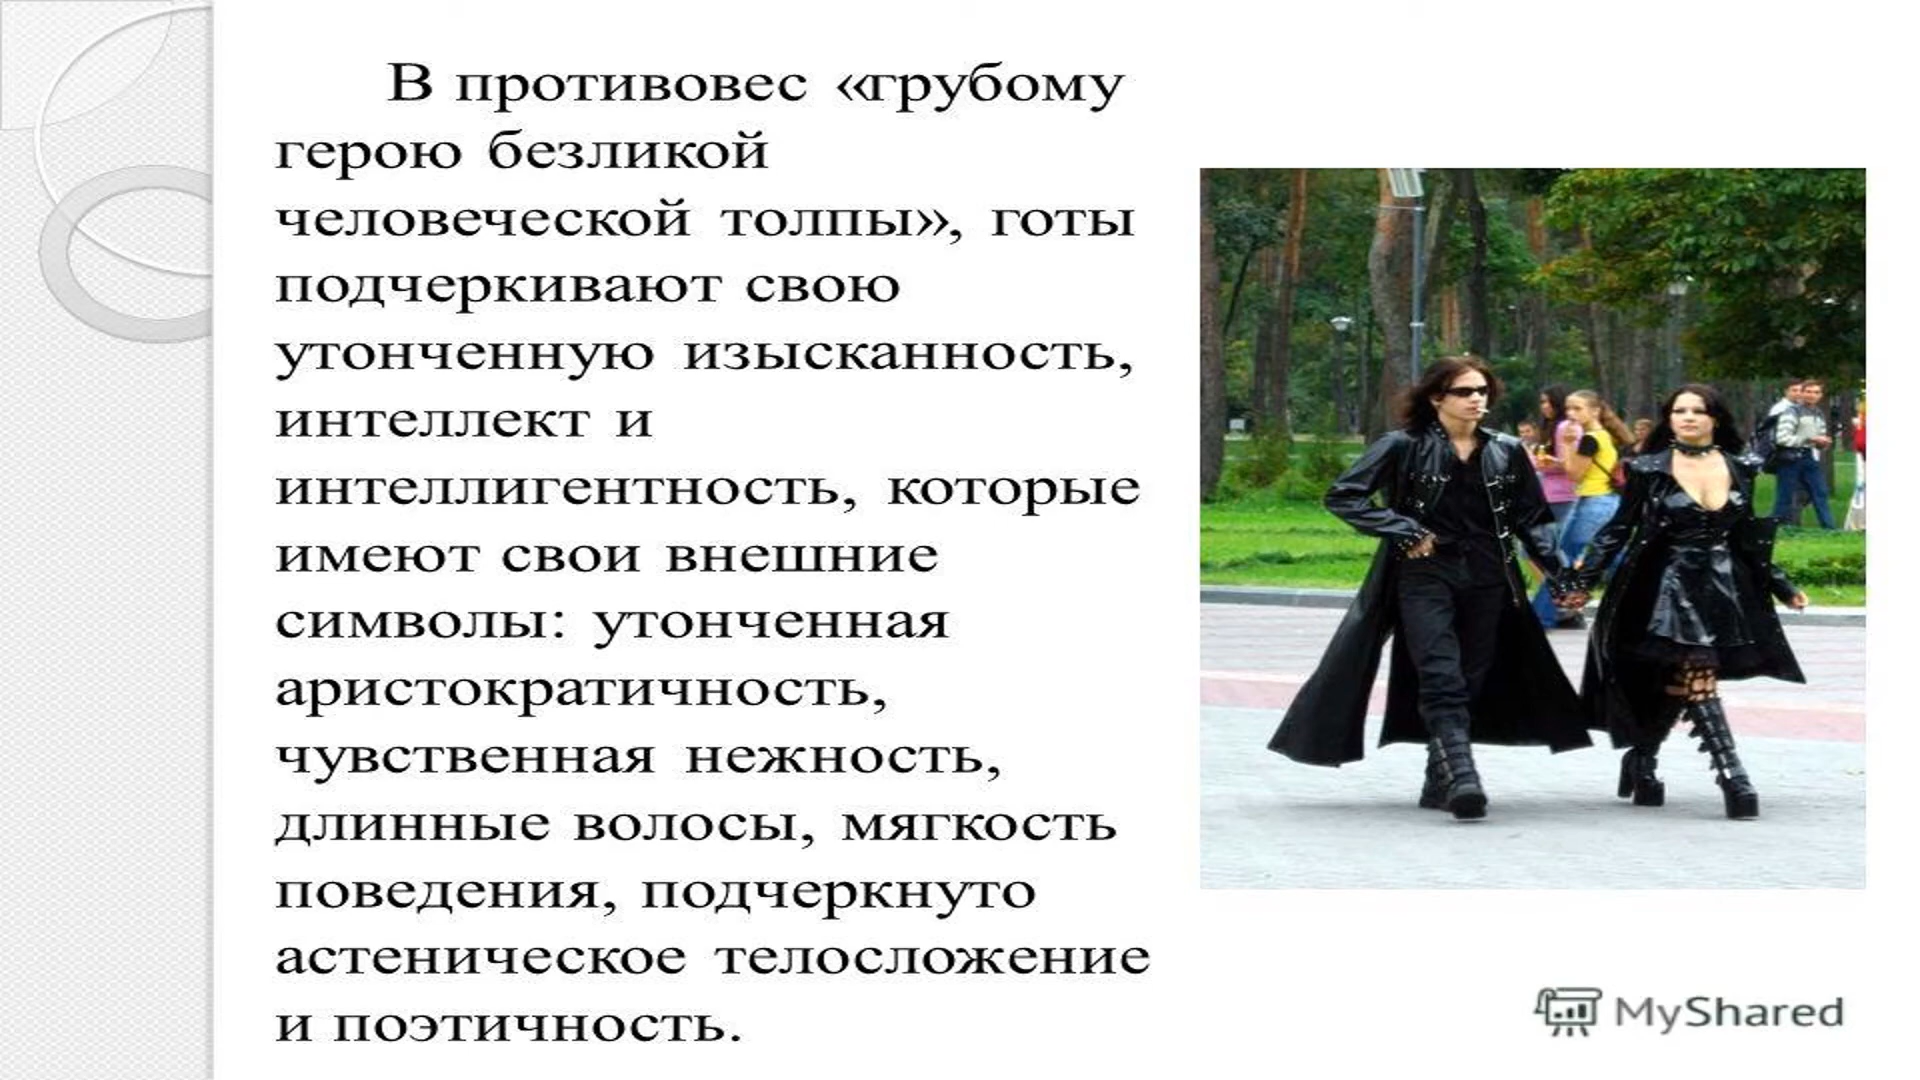 В противовес «грубому
герою безликой
человеческой толпы», готы
подчеркивают свою
утонченную изысканность,
интеллект и
интеллигентность, которые
имеют свои внешние
символы: утонченная
аристократичность,
чувственная нежность,
длинные волосы, мягкость
поведения, подчеркнуто
астеническое телосложение
и поэтичность.
MyShared